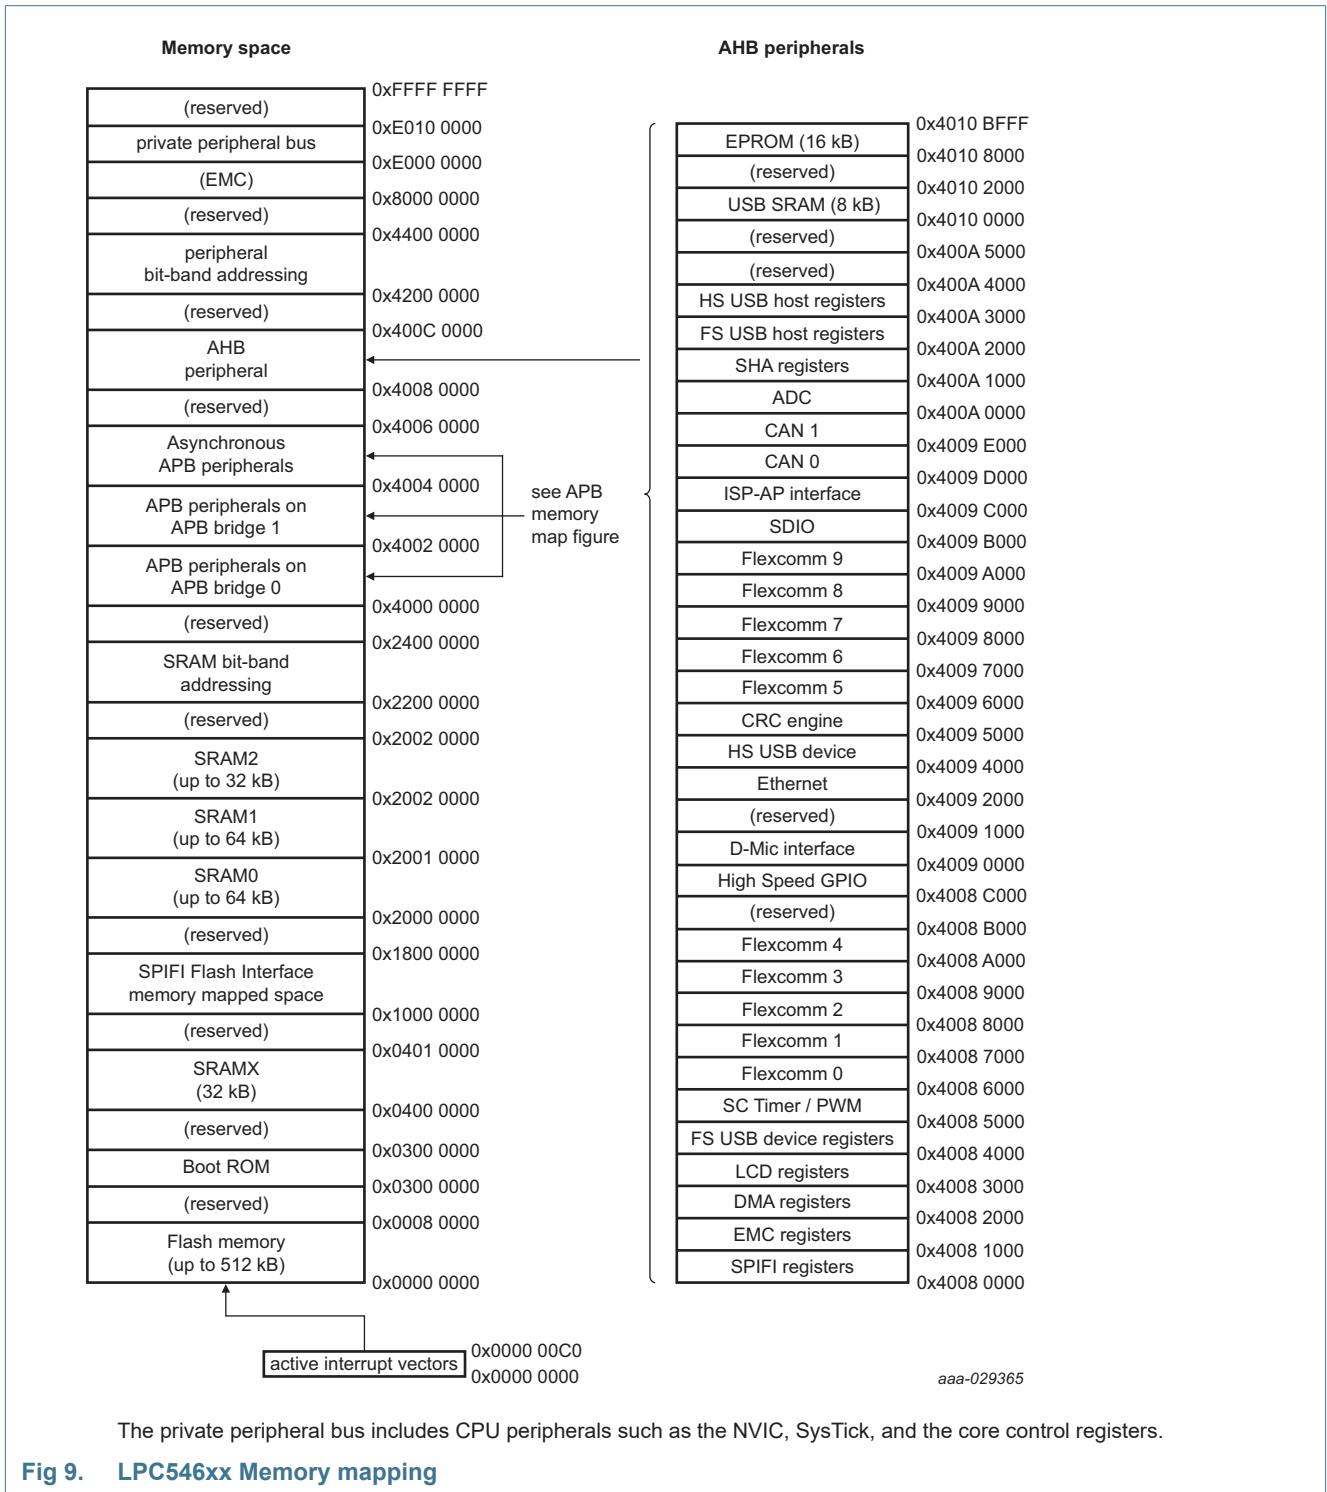 Memory space
0xFFFF FFFF
(reserved)
0xE010 0000
private peripheral bus
0xE000 0000
(EMC)
0x8000 0000
(reserved)
0x4400 0000
peripheral
bit-band addressing
0x4200 0000
(reserved)
0x400C 0000
AHB
peripheral
0x4008 0000
(reserved)
0x4006 0000
Asynchronous
APB peripherals
0x4004 0000
APB peripherals on
APB bridge 1
0x4002 0000
APB peripherals on
APB bridge 0
0x4000 0000
(reserved)
0x2400 0000
SRAM bit-band
addressing
0x2200 0000
(reserved)
0x2002 0000
SRAM2
(up to 32 kB)
0x2002 0000
SRAM1
(up to 64 kB)
0x2001 0000
SRAM0
(up to 64 kB)
0x2000 0000
(reserved)
0x1800 0000
SPIFI Flash Interface
memory mapped space
0x1000 0000
(reserved)
0x0401 0000
SRAMX
(32 kB)
0x0400 0000
(reserved)
0x0300 0000
Boot ROM
0x0300 0000
(reserved)
0x0008 0000
Flash memory
(up to 512 kB)
0x0000 0000
active interrupt vectors
0x0000 00C0
0x0000 0000
see APB
memory
map figure
AHB peripherals
0x4010 BFFF
EPROM (16 kB)
0x4010 8000
(reserved)
0x4010 2000
USB SRAM (8 kB)
0x4010 0000
(reserved)
0x400A 5000
(reserved)
0x400A 4000
HS USB host registers
0x400A 3000
FS USB host registers
0x400A 2000
SHA registers
0x400A 1000
ADC
0x400A 0000
CAN 1
0x4009 E000
CAN 0
0x4009 D000
ISP-AP interface
0x4009 C000
SDIO
0x4009 B000
Flexcomm 9
0x4009 A000
Flexcomm 8
0x4009 9000
Flexcomm 7
0x4009 8000
Flexcomm 6
0x4009 7000
Flexcomm 5
0x4009 6000
CRC engine
0x4009 5000
HS USB device
0x4009 4000
Ethernet
0x4009 2000
(reserved)
0x4009 1000
D-Mic interface
0x4009 0000
High Speed GPIO
0x4008 C000
(reserved)
0x4008 B000
Flexcomm 4
0x4008 A000
Flexcomm 3
0x4008 9000
Flexcomm 2
0x4008 8000
Flexcomm 1
0x4008 7000
Flexcomm 0
0x4008 6000
SC Timer / PWM
0x4008 5000
FS USB device registers
0x4008 4000
LCD registers
0x4008 3000
DMA registers
0x4008 2000
EMC registers
0x4008 1000
SPIFI registers
0x4008 0000
aaa-029365
The private peripheral bus includes CPU peripherals such as the NVIC, SysTick, and the core control registers.
Fig 9. LPC546xx Memory mapping